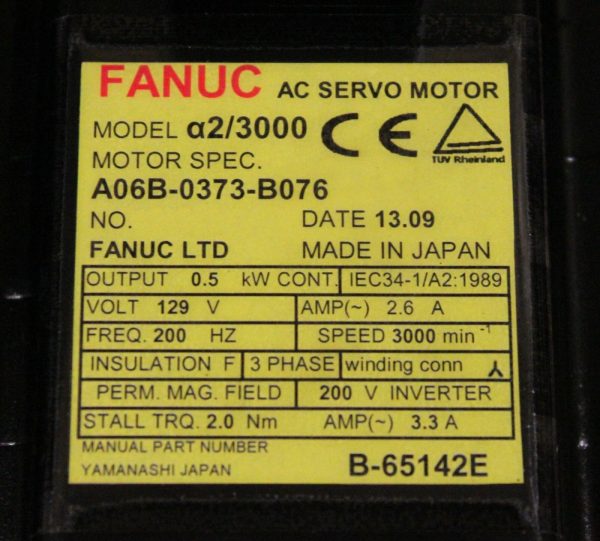 FANUC AC SERVO MOTOR
MODEL α2/3000 CE
TUV Rheinland
MOTOR SPEC.
A06B-0373-B076
NO. DATE 13.09
FANUC LTD MADE IN JAPAN
OUTPUT 0.5 kW CONT. IEC34-1/A2:1989
VOLT 129 V AMP(~) 2.6 A
FREQ. 200 HZ SPEED 3000 min -1
INSULATION F 3 PHASE winding conn
PERM. MAG. FIELD 200 V INVERTER
STALL TRQ. 2.0 Nm AMP(~) 3.3 A
MANUAL PART NUMBER
YAMANASHI JAPAN B-65142E